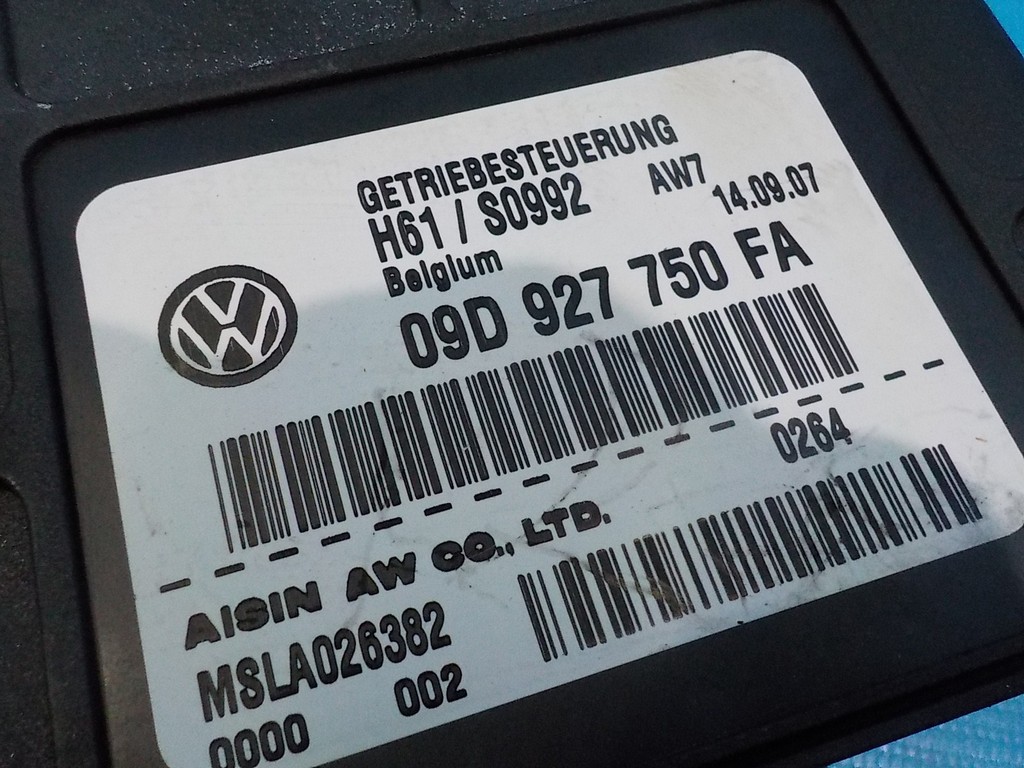 GETRIEBESTEUERUNG
H61 / S0992 AW7 14.09.07
Belgium
09D 927 750 FA
0264
AISIN AW CO., LTD.
MSLA026382
0000 002